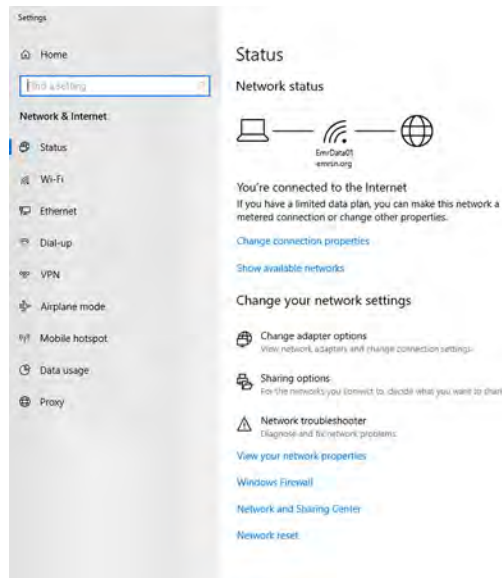 Settings
Home
Find a setting
Network & Internet
Status
Wi-Fi
Ethernet
Dial-up
VPN
Airplane mode
Mobile hotspot
Data usage
Proxy
Status
Network status
EmrData01
emrsn.org
You're connected to the Internet
If you have a limited data plan, you can make this network a
metered connection or change other properties.
Change connection properties
Show available networks
Change your network settings
Change adapter options
View network adapters and change connection settings.
Sharing options
For the networks you connect to, decide what you want to share
Network troubleshooter
Diagnose and fix network problems.
View your network properties
Windows Firewall
Network and Sharing Center
Network reset